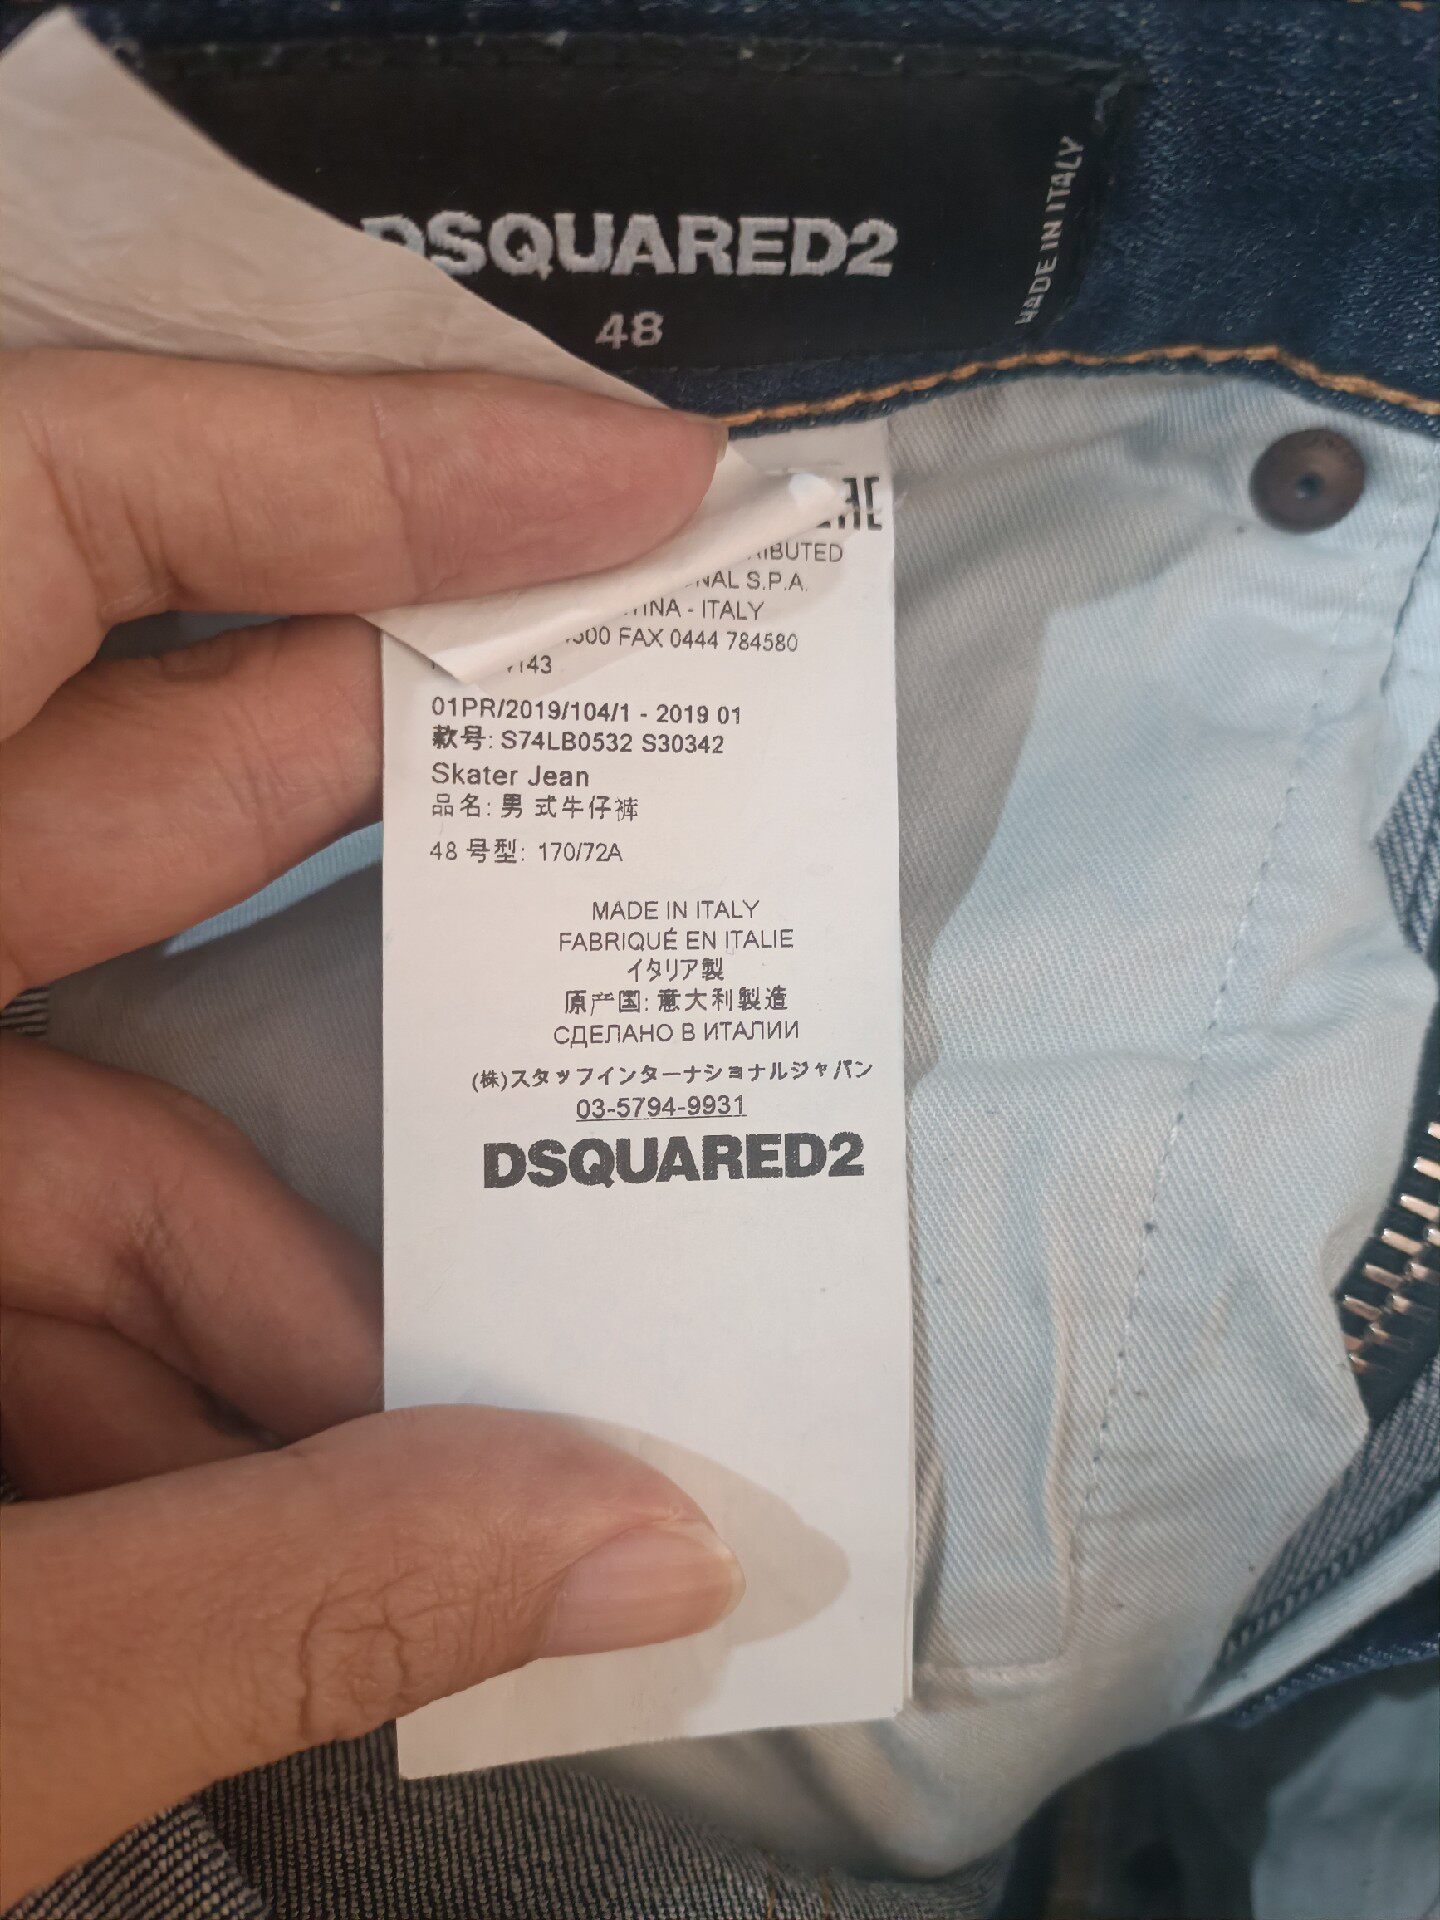 DSQUARED2
48
MADE IN ITALY
EAC
S.P.A.
- ITALY
FAX 0444 784580
01PR/2019/104/1 - 2019 01
款号: S74LB0532 S30342
Skater Jean
品名: 男 式牛仔裤
48 号型: 170/72A
MADE IN ITALY
FABRIQUÉ EN ITALIE
イタリア製
原产国: 意大利製造
СДЕЛАНО В ИТАЛИИ
(株)スタッフインターナショナルジャパン
03-5794-9931
DSQUARED2